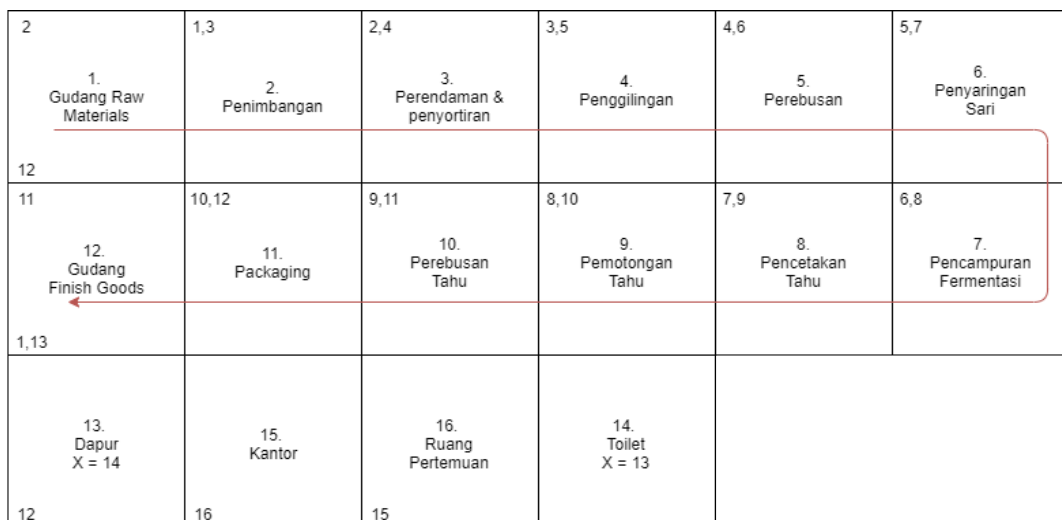 2
1,3
2,4
3,5
4,6
5,7
1.
Gudang Raw
Materials
2.
Penimbangan
3.
Perendaman &
penyortiran
4.
Penggilingan
5.
Perebusan
6.
Penyaringan
Sari
12
11
10,12
9,11
8,10
7,9
6,8
12.
Gudang
Finish Goods
11.
Packaging
10.
Perebusan
Tahu
9.
Pemotongan
Tahu
8.
Pencetakan
Tahu
7.
Pencampuran
Fermentasi
1,13
13.
Dapur
X = 14
15.
Kantor
16.
Ruang
Pertemuan
14.
Toilet
X = 13
12
16
15